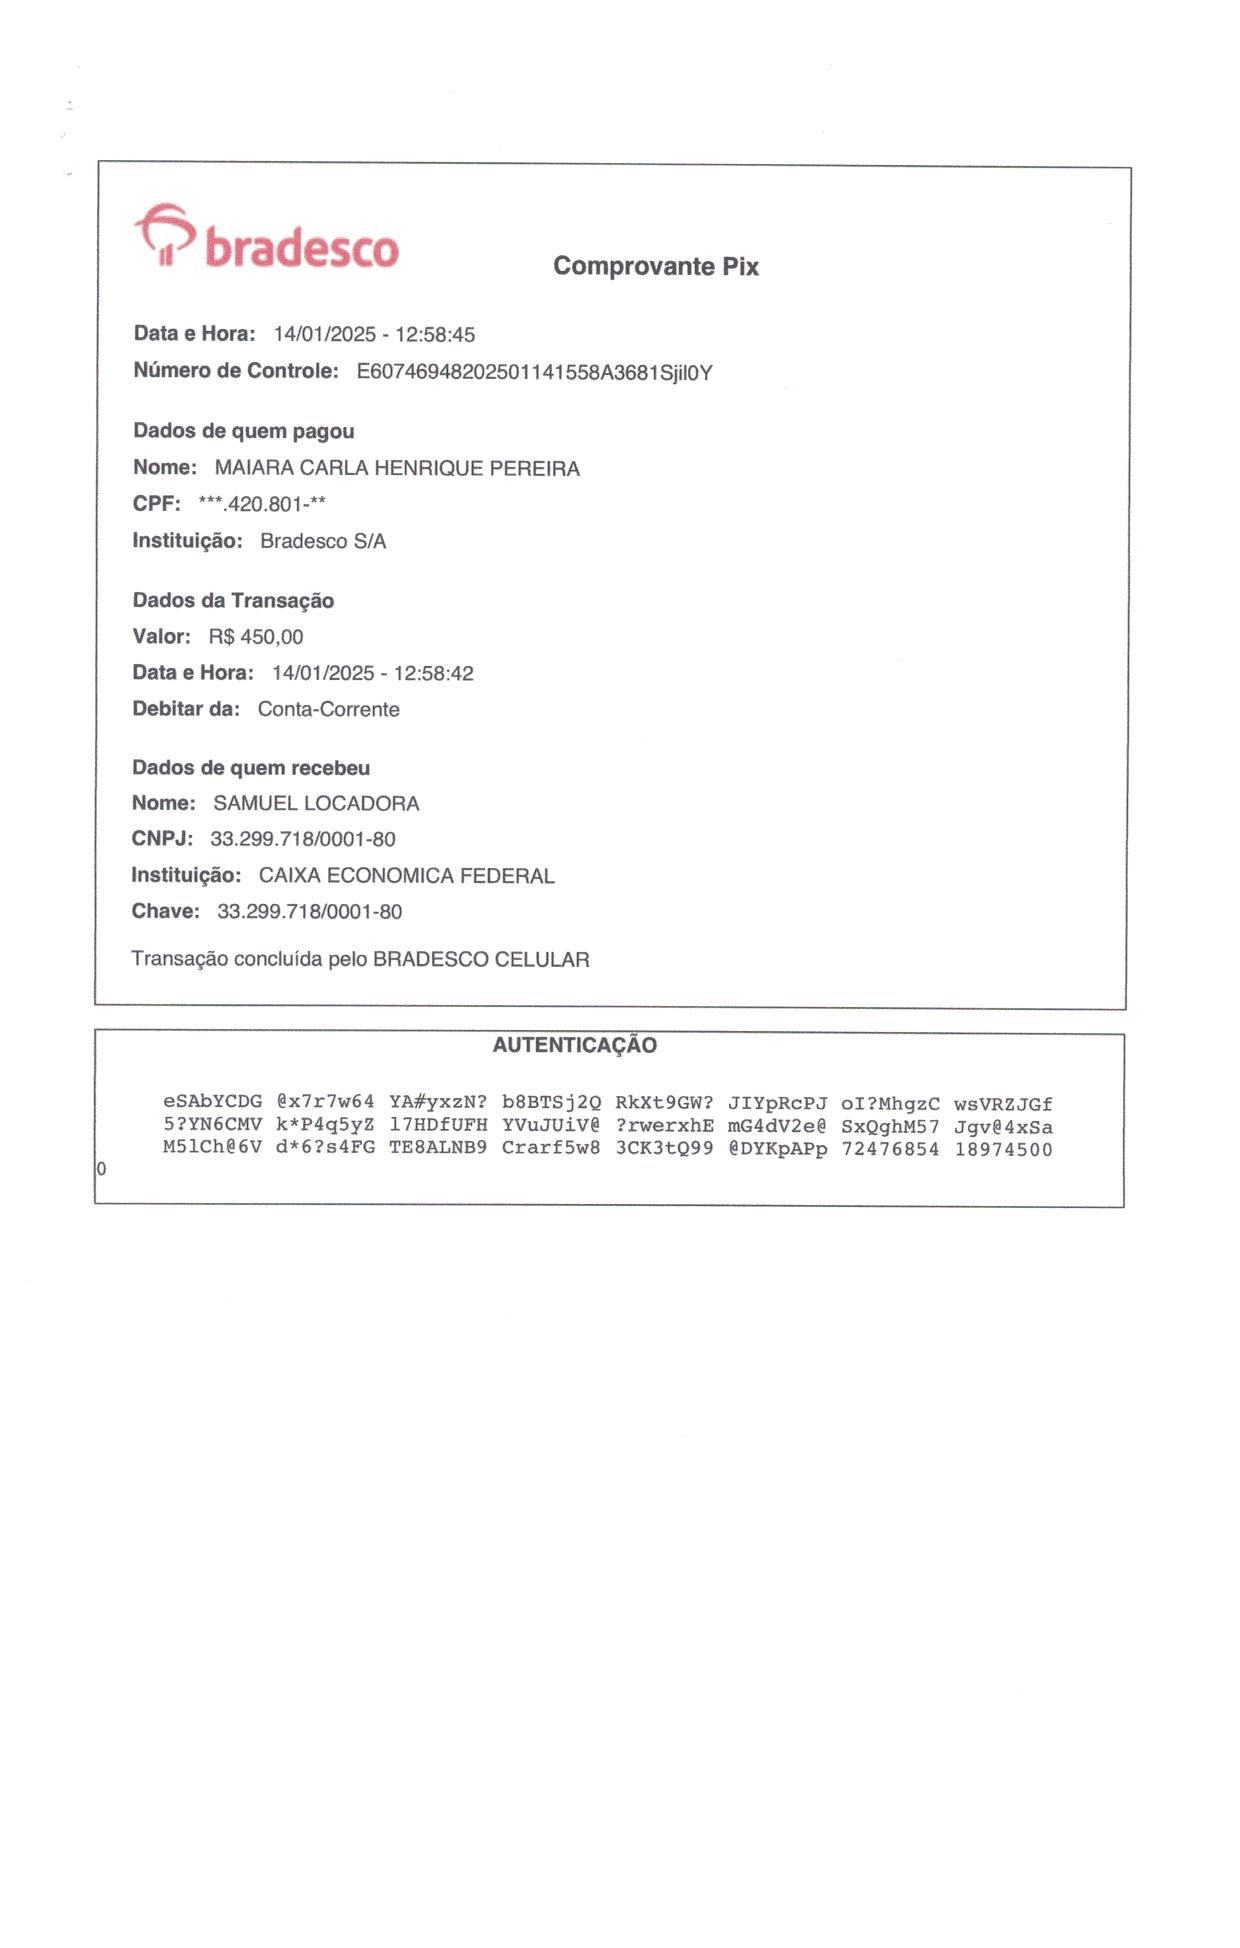 bradesco
Comprovante Pix
Data e Hora: 14/01/2025 - 12:58:45
Número de Controle: E60746948202501141558A3681Sjil0Y
Dados de quem pagou
Nome: MAIARA CARLA HENRIQUE PEREIRA
CPF: ***.420.801-**
Instituição: Bradesco S/A
Dados da Transação
Valor: R$ 450,00
Data e Hora: 14/01/2025 - 12:58:42
Debitar da: Conta-Corrente
Dados de quem recebeu
Nome: SAMUEL LOCADORA
CNPJ: 33.299.718/0001-80
Instituição: CAIXA ECONOMICA FEDERAL
Chave: 33.299.718/0001-80
Transação concluída pelo BRADESCO CELULAR
AUTENTICAÇÃO
eSAbYCDG @x7r7w64 YA#yxzN? b8BTSj2Q RkXt9GW? JIYpRcPJ oI?MhgzC wsVRZJGf
5?YN6CMV k*P4q5yZ l7HDfUFH YVuJUiV@ ?rwerxhE mG4dV2e@ SxQghM57 Jgv@4xSa
M5lCh@6V d*6?s4FG TE8ALNB9 Crarf5w8 3CK3tQ99 @DYKpAPp 72476854 18974500
0